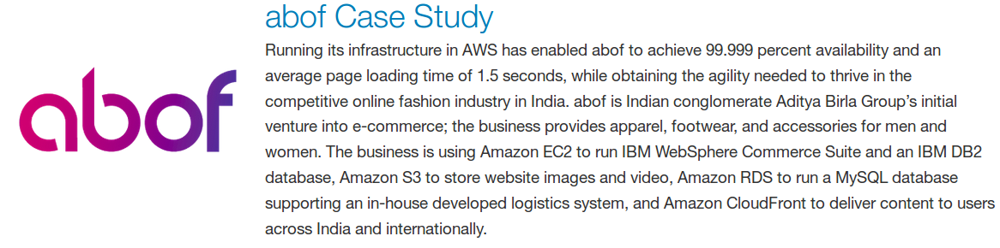 abof Case Study
Running its infrastructure in AWS has enabled abof to achieve 99.999 percent availability and an
average page loading time of 1.5 seconds, while obtaining the agility needed to thrive in the
competitive online fashion industry in India. abof is Indian conglomerate Aditya Birla Group’s initial
venture into e-commerce; the business provides apparel, footwear, and accessories for men and
women. The business is using Amazon EC2 to run IBM WebSphere Commerce Suite and an IBM DB2
database, Amazon S3 to store website images and video, Amazon RDS to run a MySQL database
supporting an in-house developed logistics system, and Amazon CloudFront to deliver content to users
across India and internationally.
abof